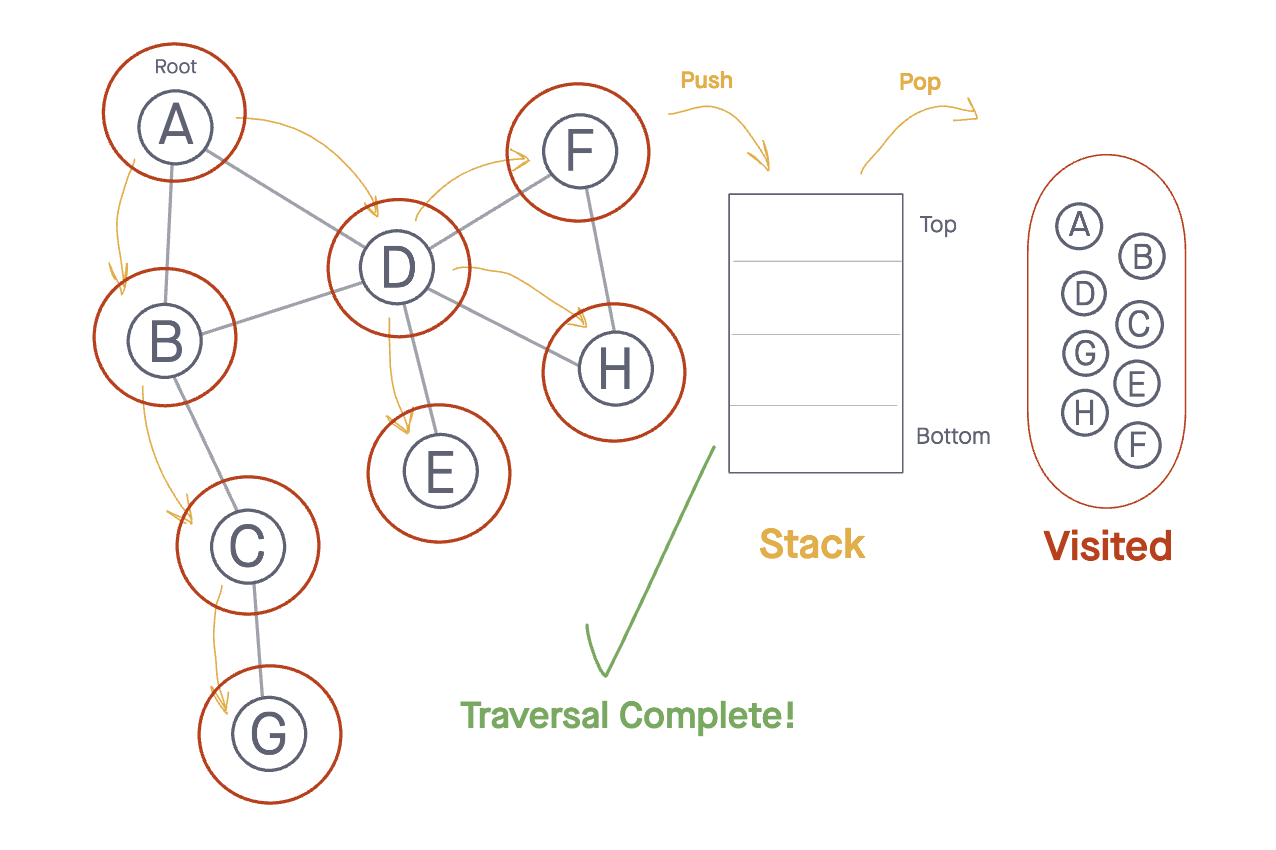 Root
A
B
C
G
D
E
F
H
Push
Pop
Top
Bottom
Stack
A
B
D
C
G
E
H
F
Visited
Traversal Complete!